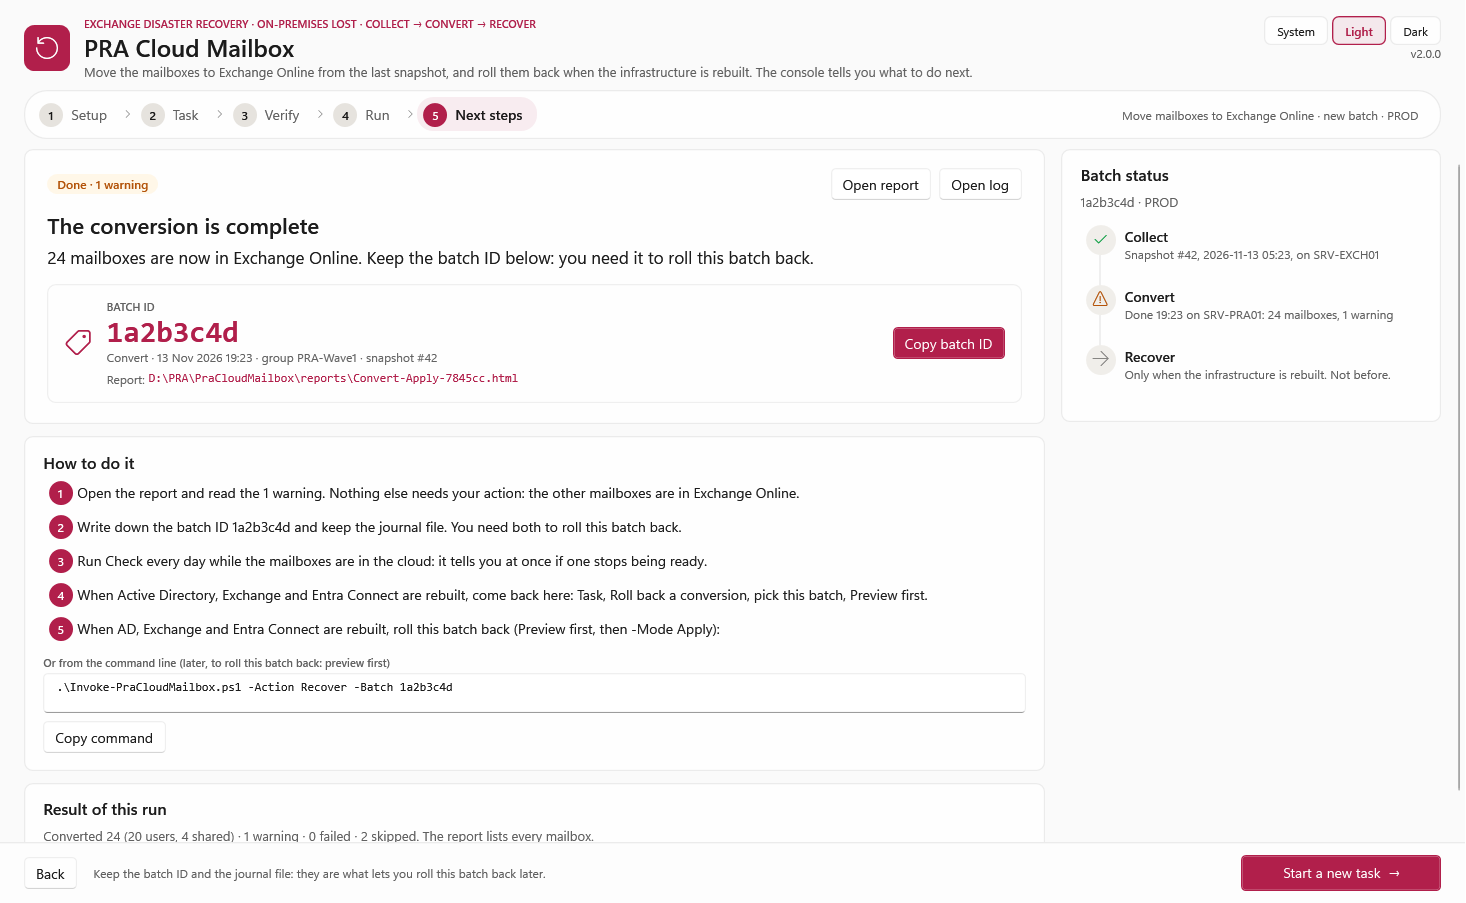 EXCHANGE DISASTER RECOVERY · ON-PREMISES LOST · COLLECT → CONVERT → RECOVER
PRA Cloud Mailbox
Move the mailboxes to Exchange Online from the last snapshot, and roll them back when the infrastructure is rebuilt. The console tells you what to do next.
System
Light
Dark
v2.0.0
1 Setup
2 Task
3 Verify
4 Run
5 Next steps
Move mailboxes to Exchange Online · new batch · PROD
Done · 1 warning
Open report
Open log
The conversion is complete
24 mailboxes are now in Exchange Online. Keep the batch ID below: you need it to roll this batch back.
BATCH ID
1a2b3c4d
Convert · 13 Nov 2026 19:23 · group PRA-Wave1 · snapshot #42
Report: D:\PRA\PraCloudMailbox\reports\Convert-Apply-7845cc.html
Copy batch ID
Batch status
1a2b3c4d · PROD
Collect
Snapshot #42, 2026-11-13 05:23, on SRV-EXCH01
Convert
Done 19:23 on SRV-PRA01: 24 mailboxes, 1 warning
Recover
Only when the infrastructure is rebuilt. Not before.
How to do it
1 Open the report and read the 1 warning. Nothing else needs your action: the other mailboxes are in Exchange Online.
2 Write down the batch ID 1a2b3c4d and keep the journal file. You need both to roll this batch back.
3 Run Check every day while the mailboxes are in the cloud: it tells you at once if one stops being ready.
4 When Active Directory, Exchange and Entra Connect are rebuilt, come back here: Task, Roll back a conversion, pick this batch, Preview first.
5 When AD, Exchange and Entra Connect are rebuilt, roll this batch back (Preview first, then -Mode Apply):
Or from the command line (later, to roll this batch back: preview first)
.\Invoke-PraCloudMailbox.ps1 -Action Recover -Batch 1a2b3c4d
Copy command
Result of this run
Converted 24 (20 users, 4 shared) · 1 warning · 0 failed · 2 skipped. The report lists every mailbox.
Back
Keep the batch ID and the journal file: they are what lets you roll this batch back later.
Start a new task →